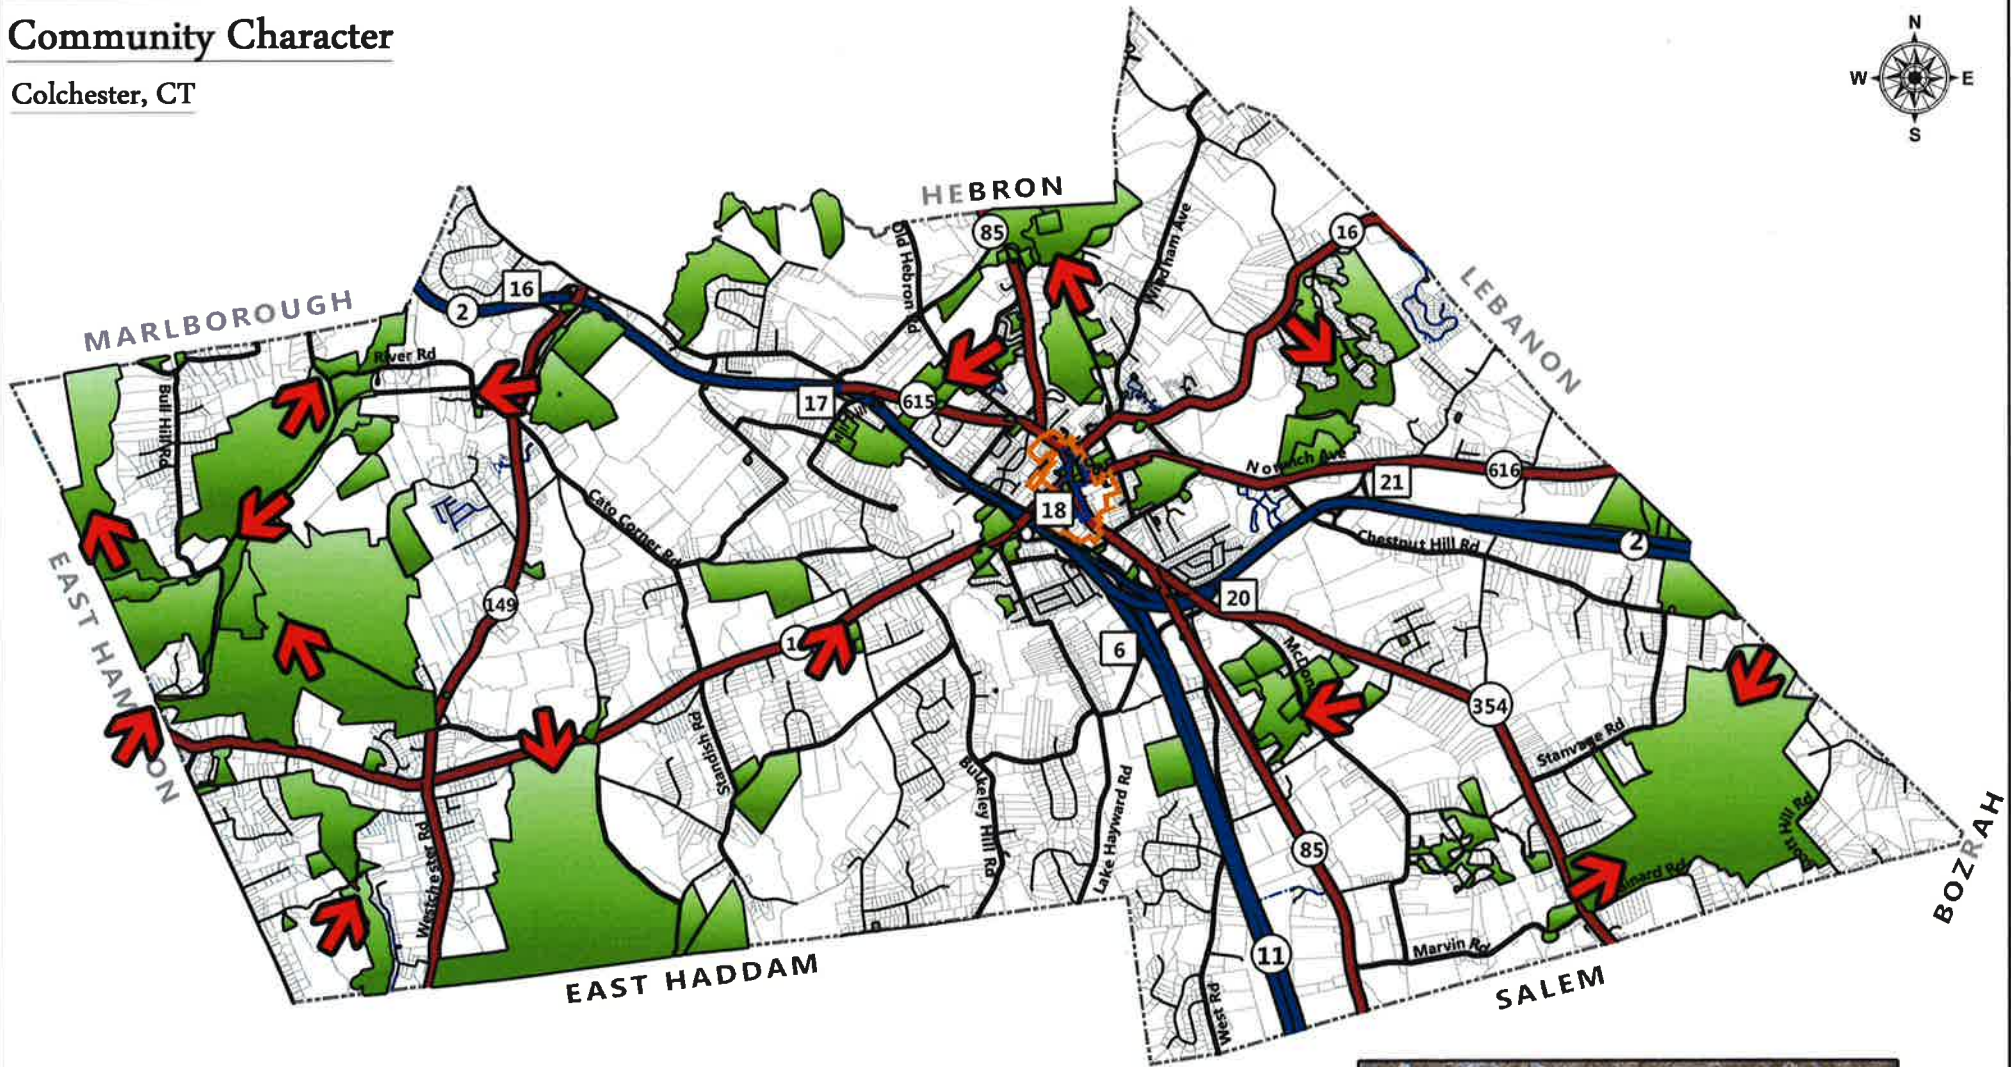 Community Character
Colchester, CT
N
W
E
S
HEBRON
MARLBOROUGH
LEBANON
EAST HAMPTON
EAST HADDAM
SALEM
BOZRAH
85
16
2
16
Old Hebron Rd
Windham Ave
River Rd
Bull Hill Rd
17
615
Norwich Ave
616
21
18
Cato Corner Rd
Chestnut Hill Rd
2
149
20
6
354
Standish Rd
Stanvage Rd
Bulkeley Hill Rd
Lake Hayward Rd
Westchester Rd
85
11
Marvin Rd
West Rd